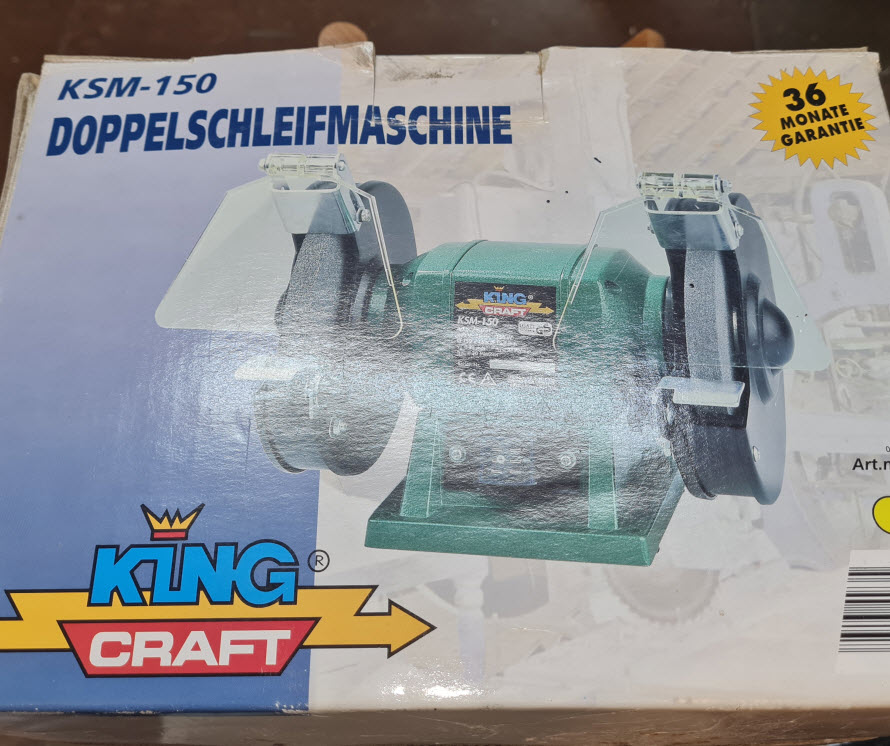 KSM-150
DOPPELSCHLEIFMASCHINE
36
MONATE
GARANTIE
KING
CRAFT
KSM-150
Art.n
KING ®
CRAFT